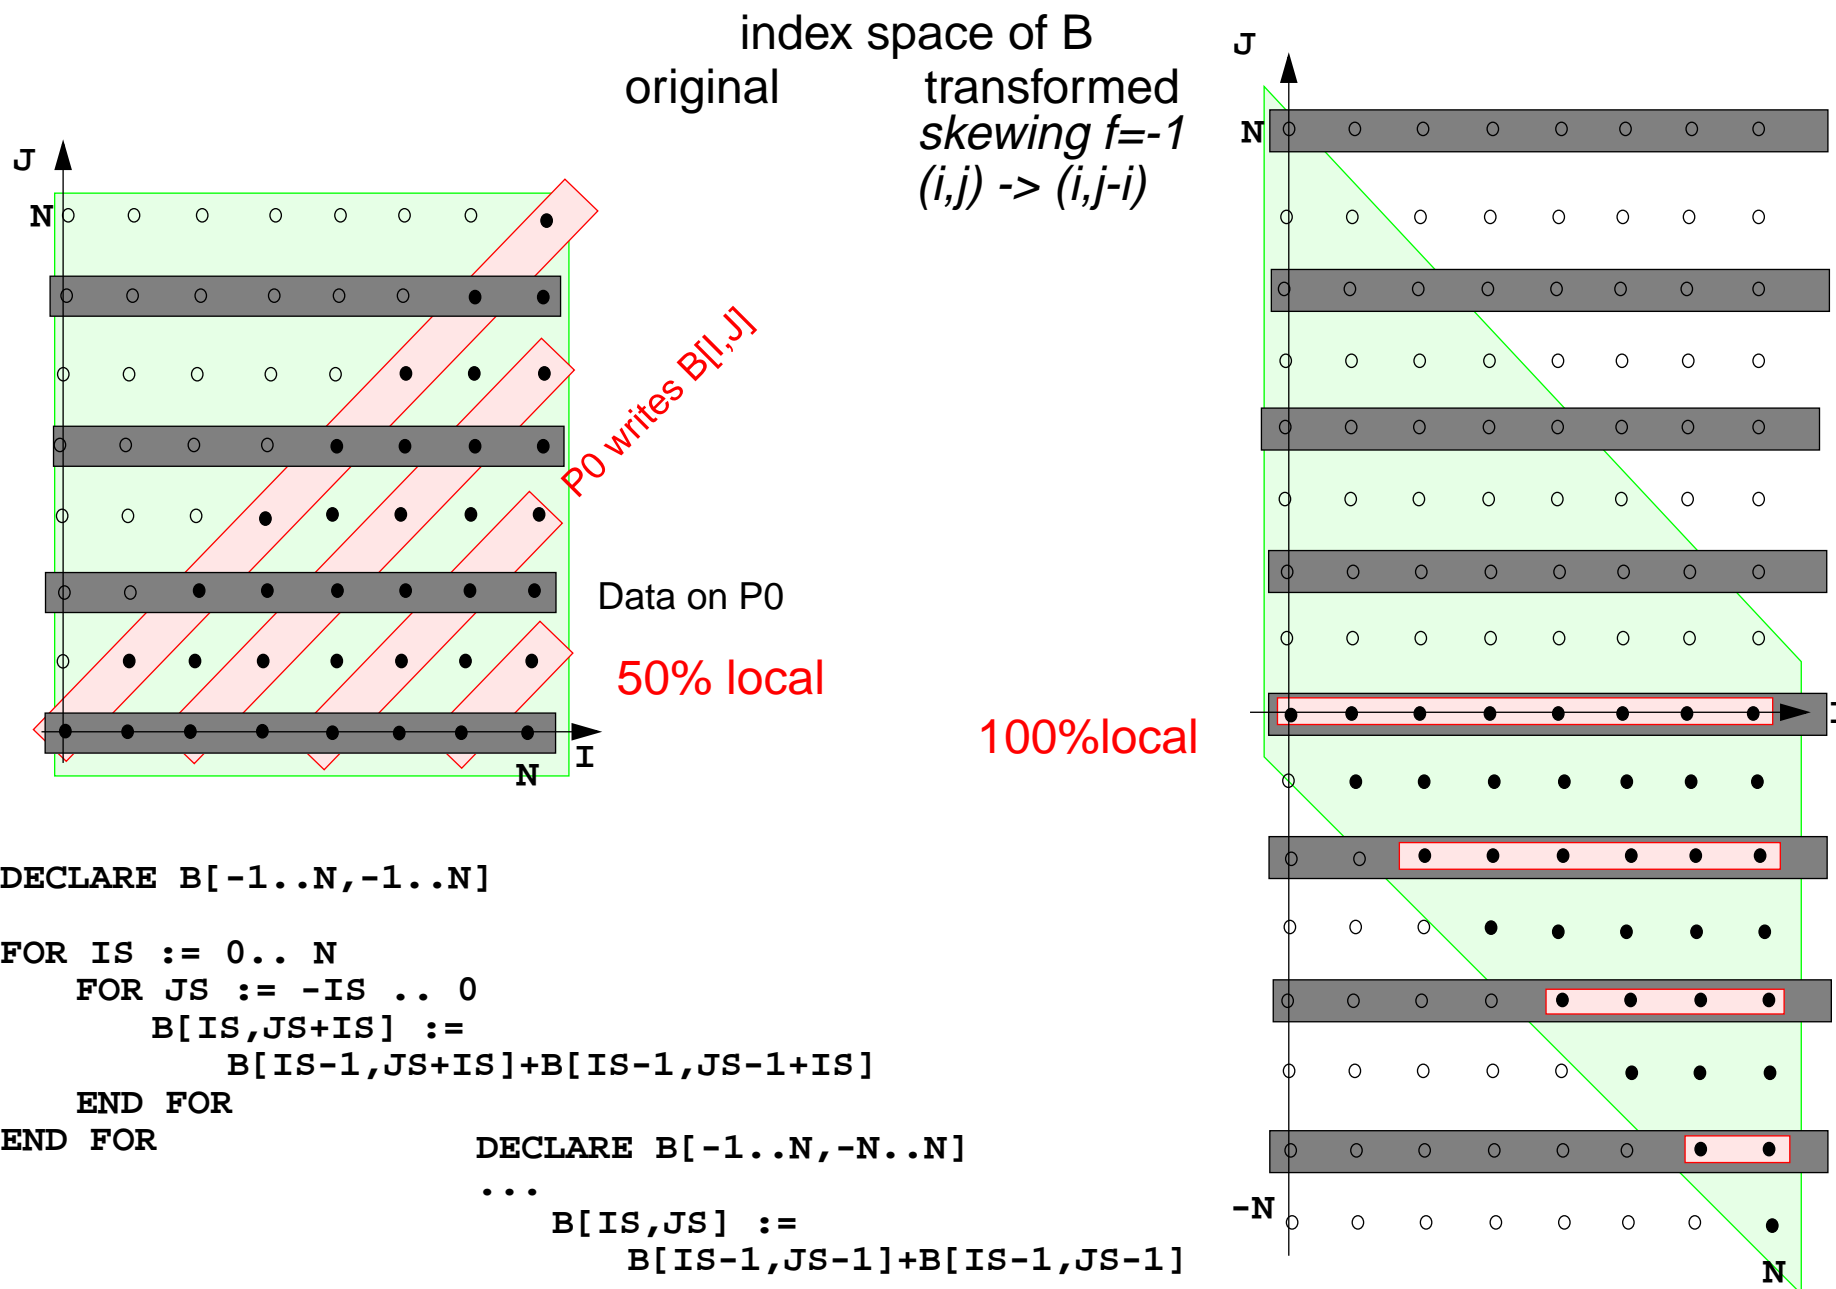 index space of B
original transformed
skewing f=-1
(i,j) -> (i,j-i)
J
N
P0 writes B[I,J]
Data on P0
50% local
I
N
J
N
100%local
I
-N
N
DECLARE B[-1..N,-1..N]
FOR IS := 0.. N
FOR JS := -IS .. 0
B[IS,JS+IS] :=
B[IS-1,JS+IS]+B[IS-1,JS-1+IS]
END FOR
END FOR
DECLARE B[-1..N,-N..N]
...
B[IS,JS] :=
B[IS-1,JS-1]+B[IS-1,JS-1]